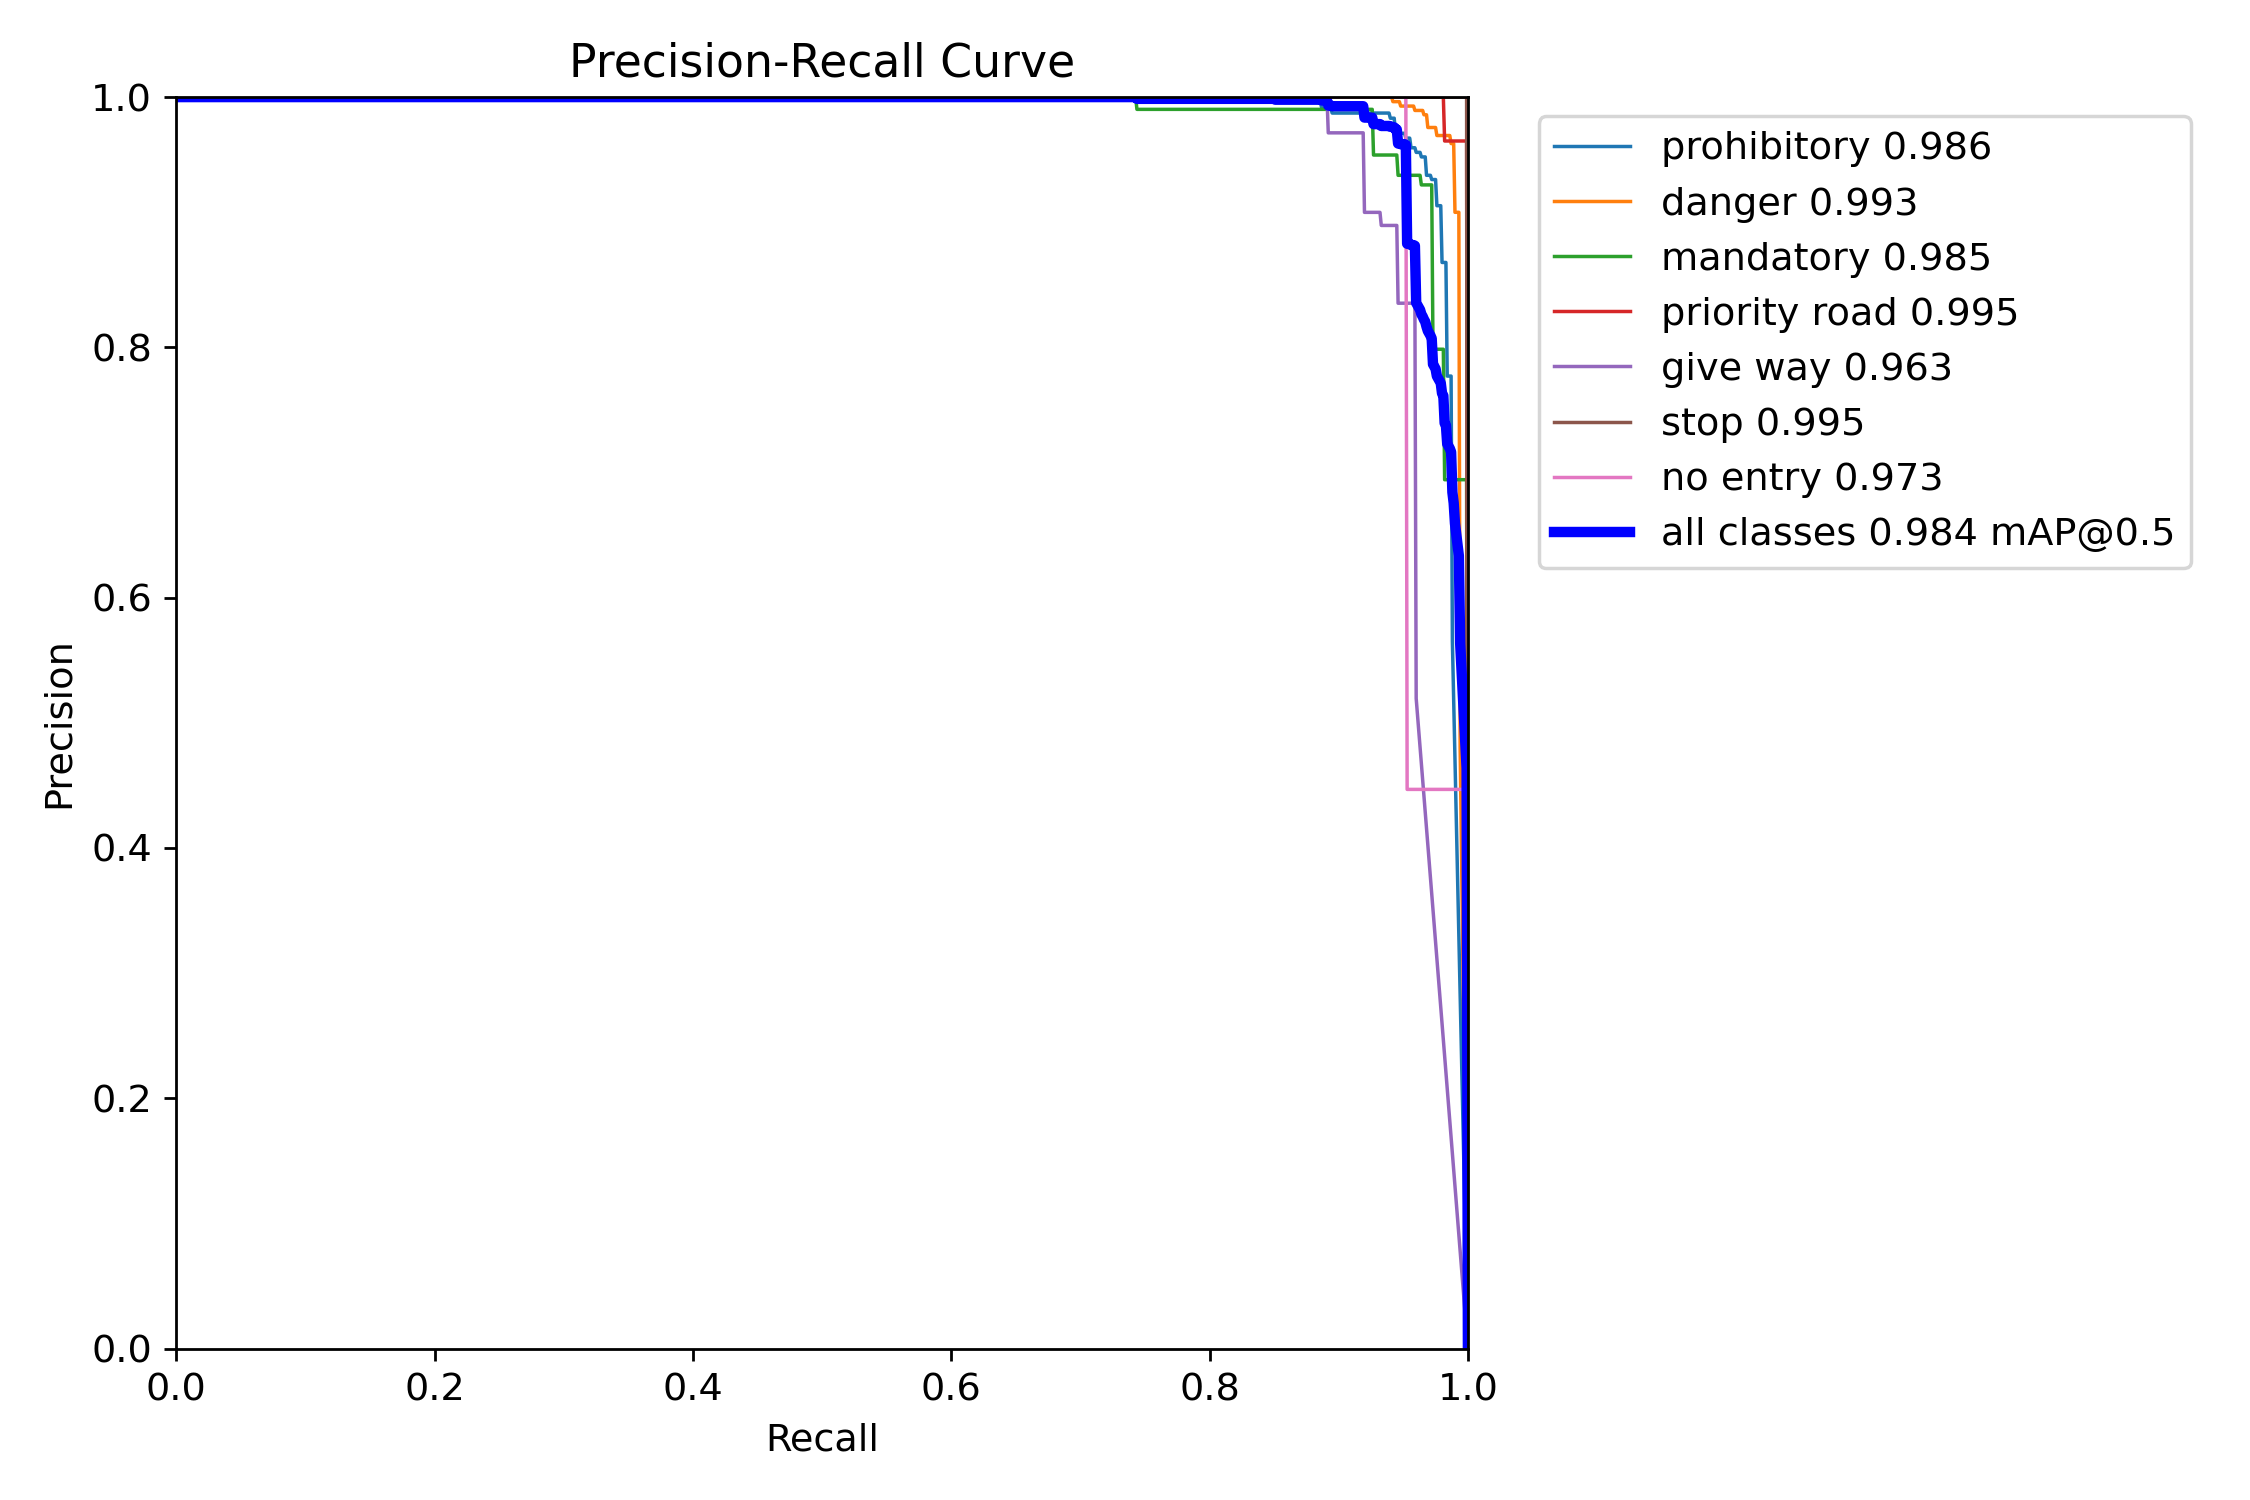 Precision-Recall Curve
1.0
0.8
0.6
0.4
0.2
0.0
Precision
0.0 0.2 0.4 0.6 0.8 1.0
Recall
prohibitory 0.986
danger 0.993
mandatory 0.985
priority road 0.995
give way 0.963
stop 0.995
no entry 0.973
all classes 0.984 mAP@0.5